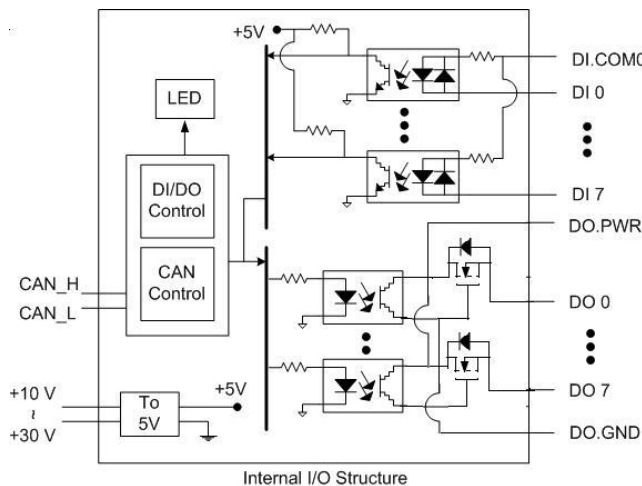 +5V
DI.COM0
LED
DI 0
DI/DO
Control
DI 7
DO.PWR
CAN
Control
CAN_H
CAN_L
DO 0
+10 V
~
+30 V
To
5V
+5V
DO 7
DO.GND
Internal I/O Structure